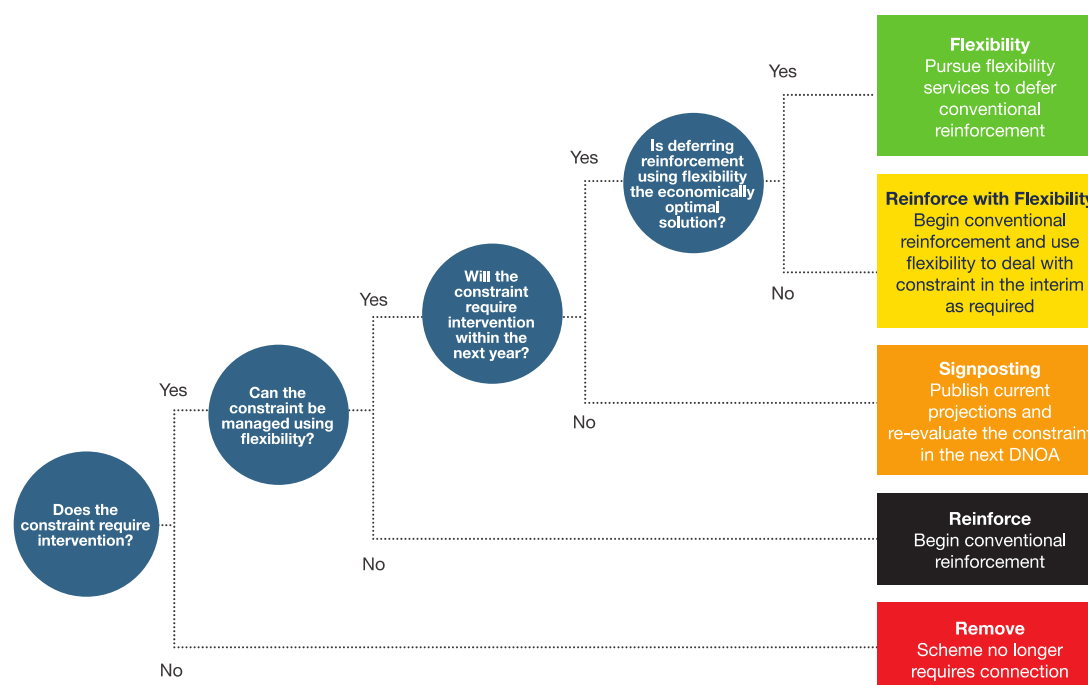 Flexibility
Pursue flexibility
services to defer
conventional
reinforcement
Yes
Is deferring
reinforcement
using flexibility
the economically
optimal
solution?
Yes
Reinforce with Flexibility
Begin conventional
reinforcement and use
flexibility to deal with
constraint in the interim
as required
No
Will the
constraint
require
intervention
within the
next year?
Yes
Signposting
Publish current
projections and
re-evaluate the constraint
in the next DNOA
No
Can the
constraint be
managed using
flexibility?
Yes
Reinforce
Begin conventional
reinforcement
No
Does the
constraint require
intervention?
Remove
Scheme no longer
requires connection
No